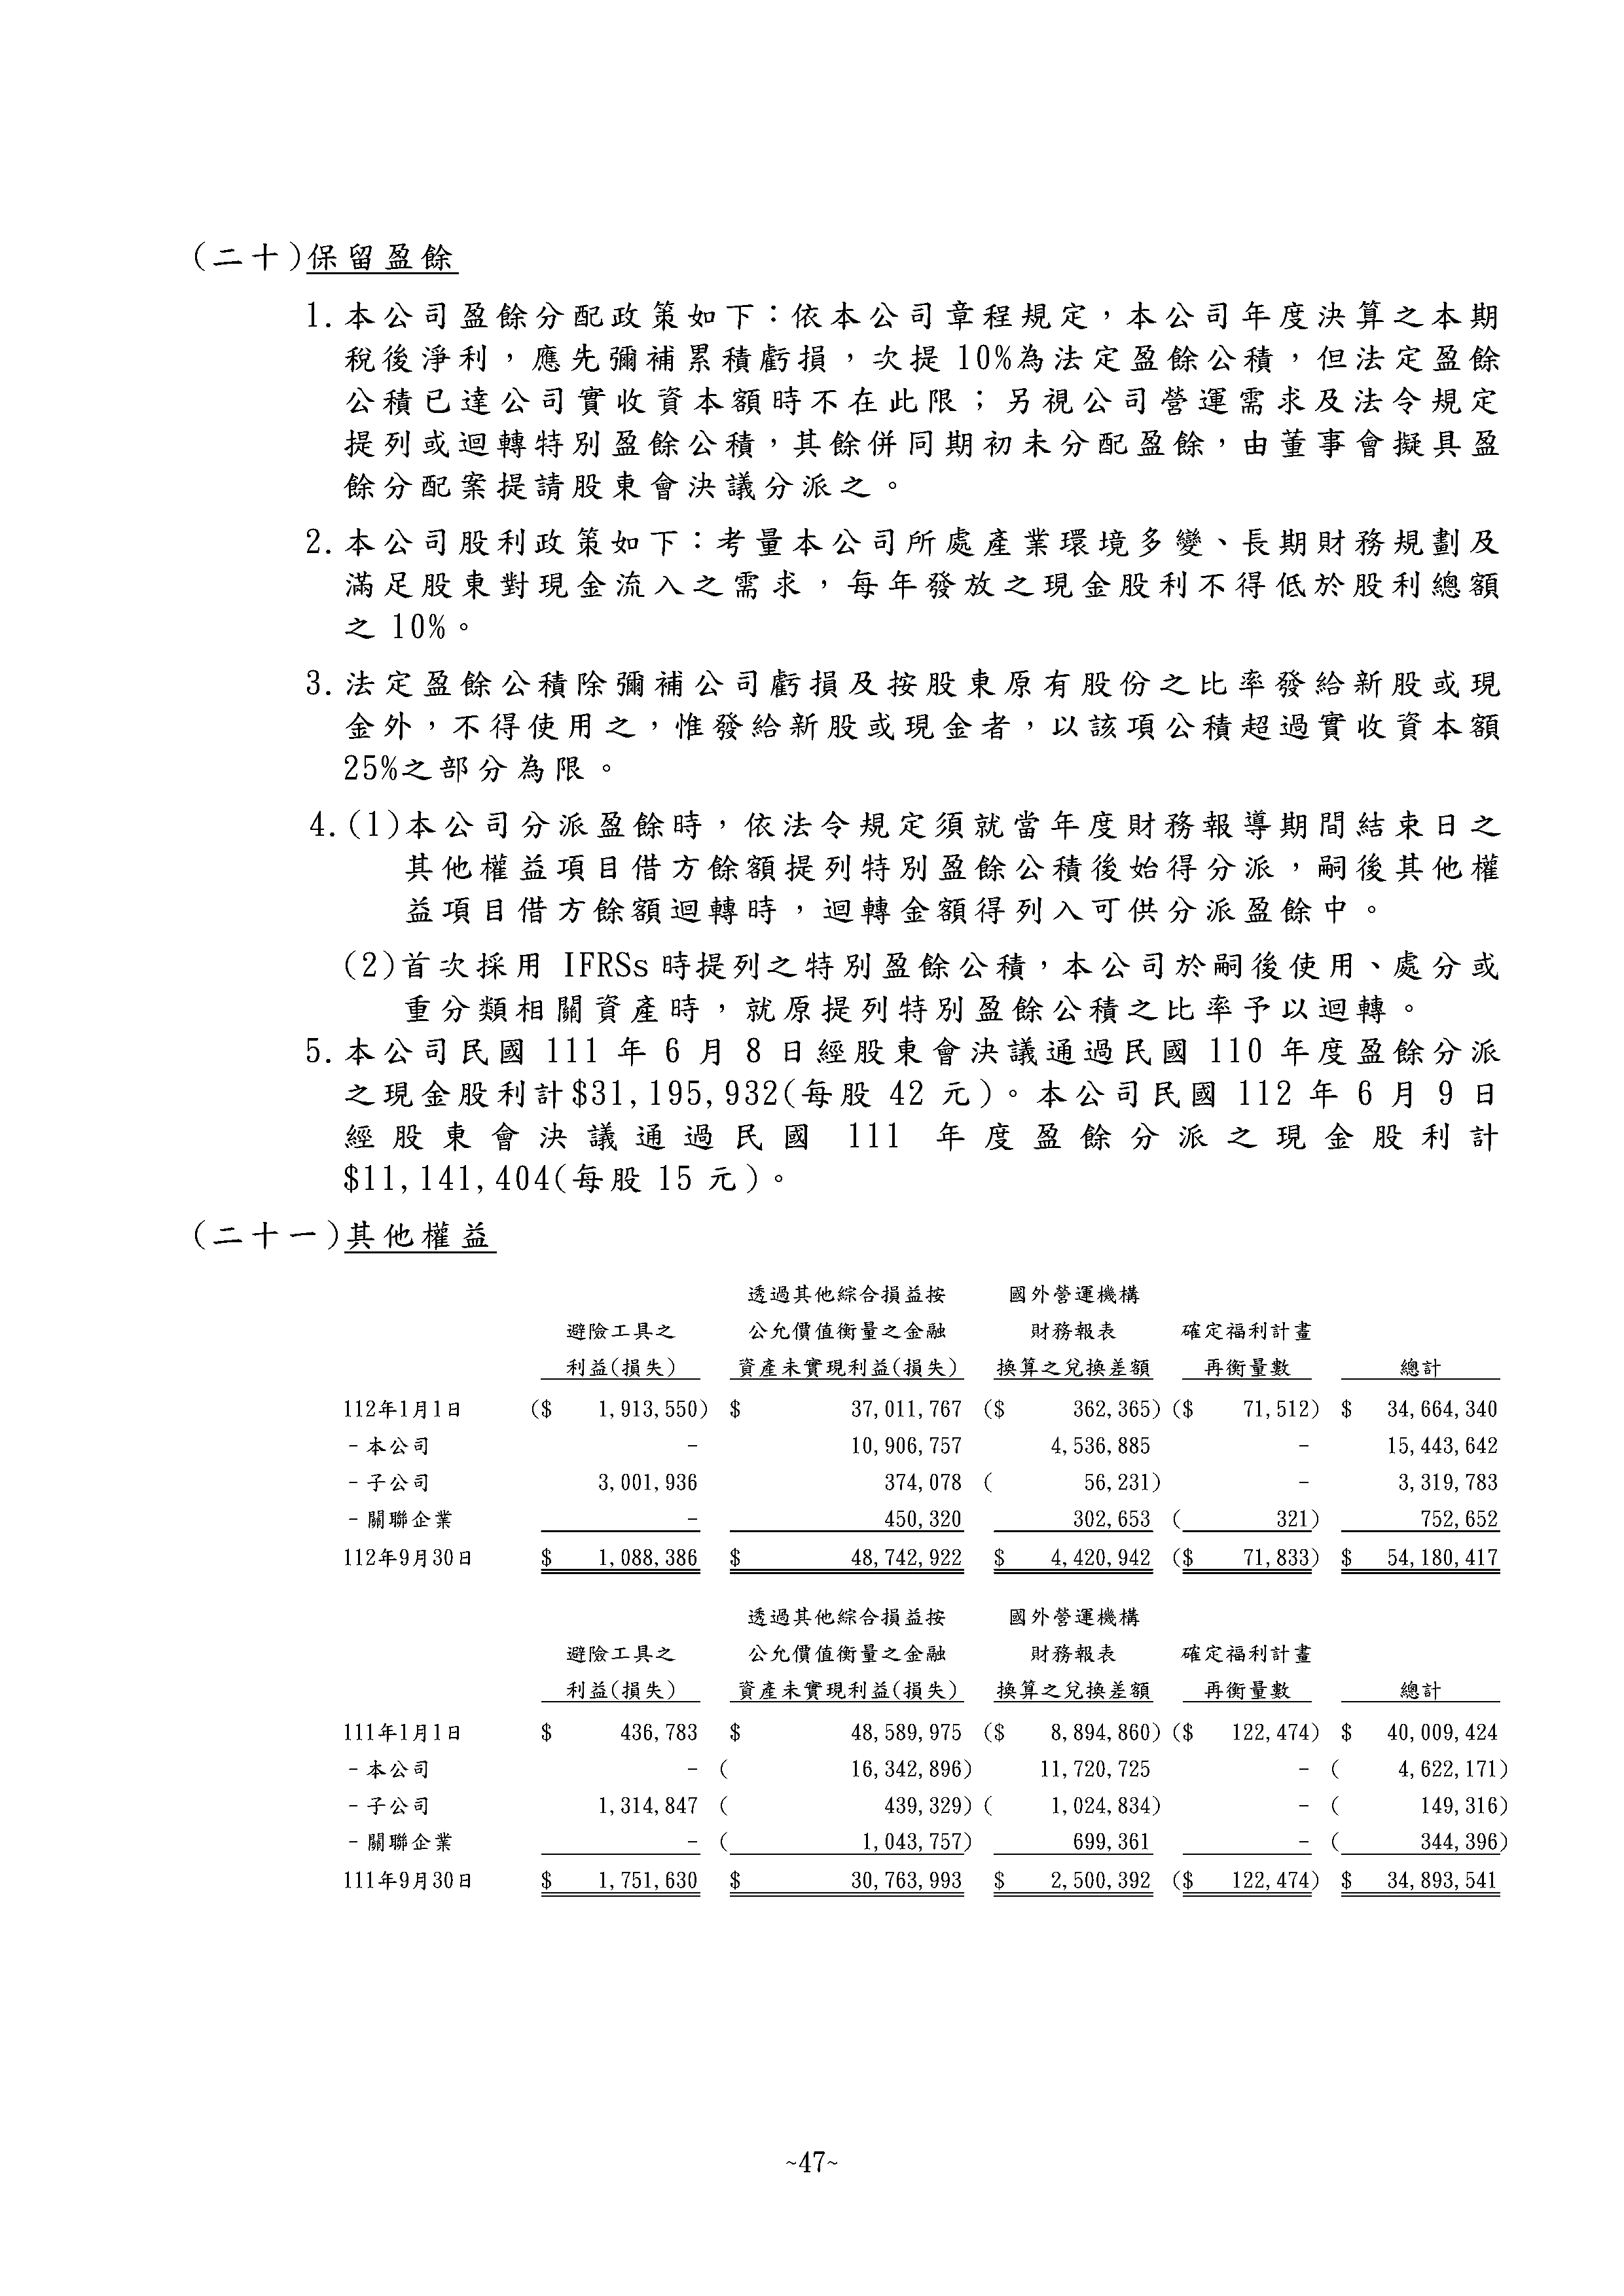 (二十)保留盈餘
1.本公司盈餘分配政策如下：依本公司章程規定，本公司年度決算之本期
稅後淨利，應先彌補累積虧損，次提10%為法定盈餘公積，但法定盈餘
公積已達公司實收資本額時不在此限；另視公司營運需求及法令規定
提列或迴轉特別盈餘公積，其餘併同期初未分配盈餘，由董事會擬具盈
餘分配案提請股東會決議分派之。
2.本公司股利政策如下：考量本公司所處產業環境多變、長期財務規劃及
滿足股東對現金流入之需求，每年發放之現金股利不得低於股利總額
之10%。
3.法定盈餘公積除彌補公司虧損及按股東原有股份之比率發給新股或現
金外，不得使用之，惟發給新股或現金者，以該項公積超過實收資本額
25%之部分為限。
4.(1)本公司分派盈餘時，依法令規定須就當年度財務報導期間結束日之
其他權益項目借方餘額提列特別盈餘公積後始得分派，嗣後其他權
益項目借方餘額迴轉時，迴轉金額得列入可供分派盈餘中。
(2)首次採用 IFRSs 時提列之特別盈餘公積，本公司於嗣後使用、處分或
重分類相關資產時，就原提列特別盈餘公積之比率予以迴轉。
5.本公司民國 111 年 6 月 8 日經股東會決議通過民國 110 年度盈餘分派
之現金股利計$31,195,932(每股 42 元)。本公司民國 112 年 6 月 9 日
經股東會決議通過民國 111 年度盈餘分派之現金股利計
$11,141,404(每股 15 元)。
(二十一)其他權益
透過其他綜合損益按 國外營運機構
避險工具之 公允價值衡量之金融 財務報表 確定福利計畫
利益(損失) 資產未實現利益(損失) 換算之兌換差額 再衡量數 總計
112年1月1日 ($ 1,913,550) $ 37,011,767 ($ 362,365) ($ 71,512) $ 34,664,340
-本公司 - 10,906,757 4,536,885 - 15,443,642
-子公司 3,001,936 374,078 ( 56,231) - 3,319,783
-關聯企業 - 450,320 302,653 ( 321) 752,652
112年9月30日 $ 1,088,386 $ 48,742,922 $ 4,420,942 ($ 71,833) $ 54,180,417
透過其他綜合損益按 國外營運機構
避險工具之 公允價值衡量之金融 財務報表 確定福利計畫
利益(損失) 資產未實現利益(損失) 換算之兌換差額 再衡量數 總計
111年1月1日 $ 436,783 $ 48,589,975 ($ 8,894,860) ($ 122,474) $ 40,009,424
-本公司 - ( 16,342,896) 11,720,725 - ( 4,622,171)
-子公司 1,314,847 ( 439,329) ( 1,024,834) - ( 149,316)
-關聯企業 - ( 1,043,757) 699,361 - ( 344,396)
111年9月30日 $ 1,751,630 $ 30,763,993 $ 2,500,392 ($ 122,474) $ 34,893,541
~47~